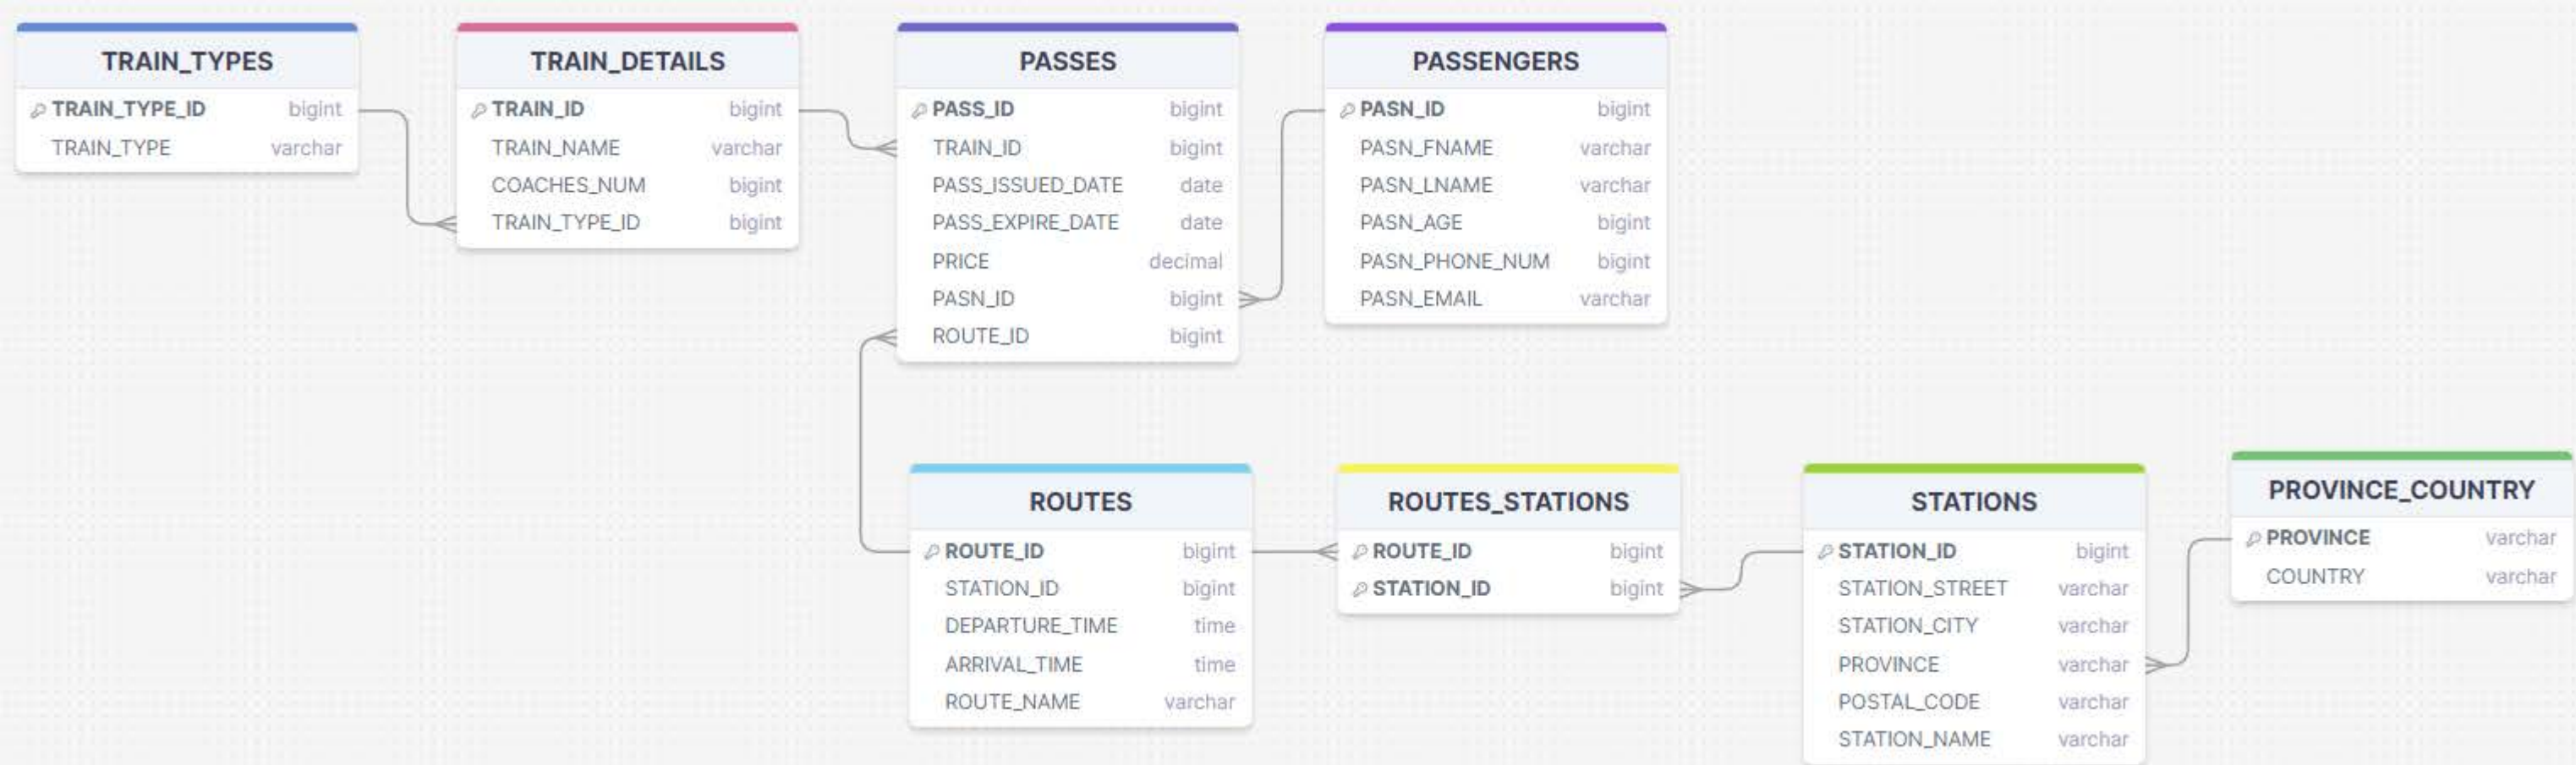 TRAIN_TYPES
TRAIN_TYPE_ID bigint
TRAIN_TYPE varchar
TRAIN_DETAILS
TRAIN_ID bigint
TRAIN_NAME varchar
COACHES_NUM bigint
TRAIN_TYPE_ID bigint
PASSES
PASS_ID bigint
TRAIN_ID bigint
PASS_ISSUED_DATE date
PASS_EXPIRE_DATE date
PRICE decimal
PASN_ID bigint
ROUTE_ID bigint
PASSENGERS
PASN_ID bigint
PASN_FNAME varchar
PASN_LNAME varchar
PASN_AGE bigint
PASN_PHONE_NUM bigint
PASN_EMAIL varchar
ROUTES
ROUTE_ID bigint
STATION_ID bigint
DEPARTURE_TIME time
ARRIVAL_TIME time
ROUTE_NAME varchar
ROUTES_STATIONS
ROUTE_ID bigint
STATION_ID bigint
STATIONS
STATION_ID bigint
STATION_STREET varchar
STATION_CITY varchar
PROVINCE varchar
POSTAL_CODE varchar
STATION_NAME varchar
PROVINCE_COUNTRY
PROVINCE varchar
COUNTRY varchar